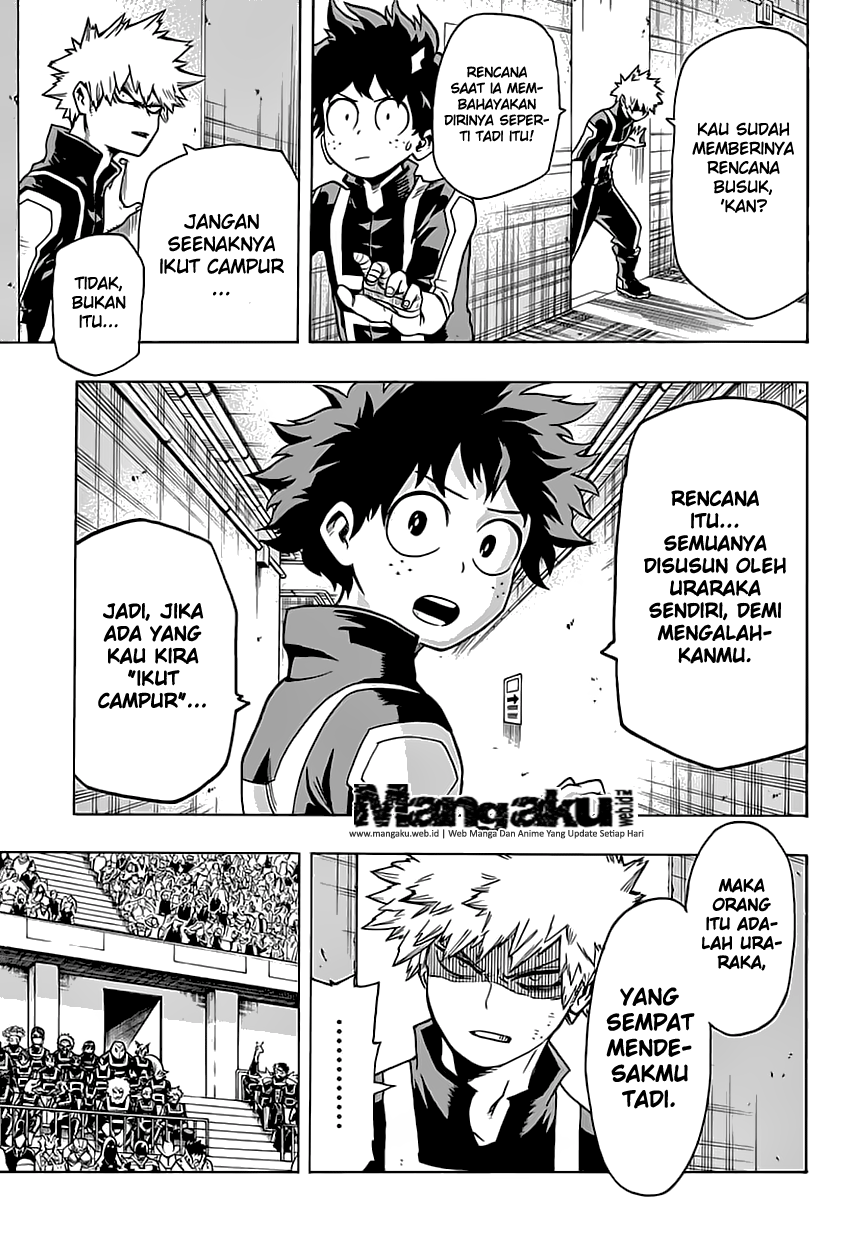 KAU SUDAH
MEMBERINYA
RENCANA
BUSUK,
'KAN?
RENCANA
SAAT IA MEM-
BAHAYAKAN
DIRINYA SEPER-
TI TADI ITU!
JANGAN
SEENAKNYA
IKUT CAMPUR
...
TIDAK,
BUKAN
ITU...
RENCANA
ITU...
SEMUANYA
DISUSUN OLEH
URARAKA
SENDIRI, DEMI
MENGALAH-
KANMU.
JADI, JIKA
ADA YANG
KAU KIRA
"IKUT
CAMPUR"...
Mangaku
WEB.ID
www.mangaku.web.id | Web Manga Dan Anime Yang Update Setiap Hari
MAKA
ORANG
ITU ADA-
LAH URA-
RAKA,
YANG
SEMPAT
MENDE-
SAKMU
TADI.
.........